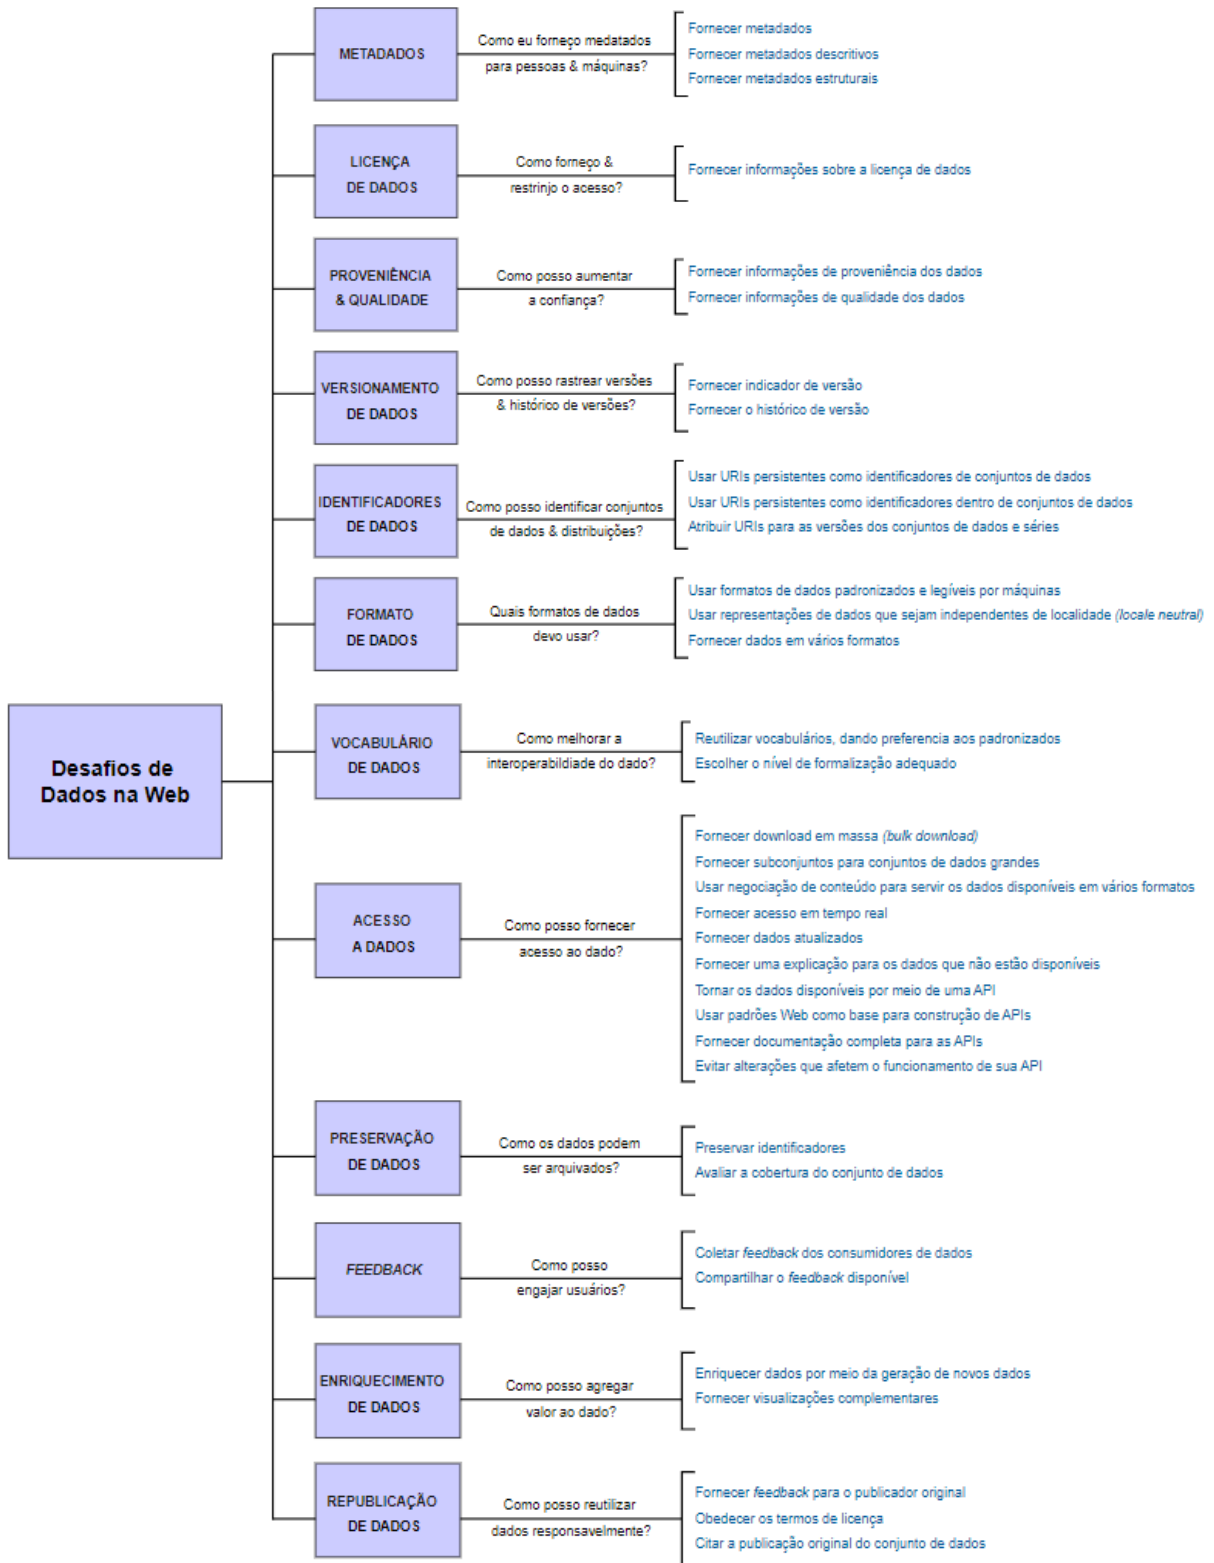 METADADOS
Como eu forneço medatados
para pessoas & máquinas?
Fornecer metadados
Fornecer metadados descritivos
Fornecer metadados estruturais
LICENÇA
DE DADOS
Como forneço &
restrinjo o acesso?
Fornecer informações sobre a licença de dados
PROVENIÊNCIA
& QUALIDADE
Como posso aumentar
a confiança?
Fornecer informações de proveniência dos dados
Fornecer informações de qualidade dos dados
VERSIONAMENTO
DE DADOS
Como posso rastrear versões
& histórico de versões?
Fornecer indicador de versão
Fornecer o histórico de versão
IDENTIFICADORES
DE DADOS
Como posso identificar conjuntos
de dados & distribuições?
Usar URIs persistentes como identificadores de conjuntos de dados
Usar URIs persistentes como identificadores dentro de conjuntos de dados
Atribuir URIs para as versões dos conjuntos de dados e séries
FORMATO
DE DADOS
Quais formatos de dados
devo usar?
Usar formatos de dados padronizados e legíveis por máquinas
Usar representações de dados que sejam independentes de localidade (locale neutral)
Fornecer dados em vários formatos
Desafios de
Dados na Web
VOCABULÁRIO
DE DADOS
Como melhorar a
interoperabildiade do dado?
Reutilizar vocabulários, dando preferencia aos padronizados
Escolher o nível de formalização adequado
ACESSO
A DADOS
Como posso fornecer
acesso ao dado?
Fornecer download em massa (bulk download)
Fornecer subconjuntos para conjuntos de dados grandes
Usar negociação de conteúdo para servir os dados disponíveis em vários formatos
Fornecer acesso em tempo real
Fornecer dados atualizados
Fornecer uma explicação para os dados que não estão disponíveis
Tornar os dados disponíveis por meio de uma API
Usar padrões Web como base para construção de APIs
Fornecer documentação completa para as APIs
Evitar alterações que afetem o funcionamento de sua API
PRESERVAÇÃO
DE DADOS
Como os dados podem
ser arquivados?
Preservar identificadores
Avaliar a cobertura do conjunto de dados
FEEDBACK
Como posso
engajar usuários?
Coletar feedback dos consumidores de dados
Compartilhar o feedback disponível
ENRIQUECIMENTO
DE DADOS
Como posso agregar
valor ao dado?
Enriquecer dados por meio da geração de novos dados
Fornecer visualizações complementares
REPUBLICAÇÃO
DE DADOS
Como posso reutilizar
dados responsavelmente?
Fornecer feedback para o publicador original
Obedecer os termos de licença
Citar a publicação original do conjunto de dados